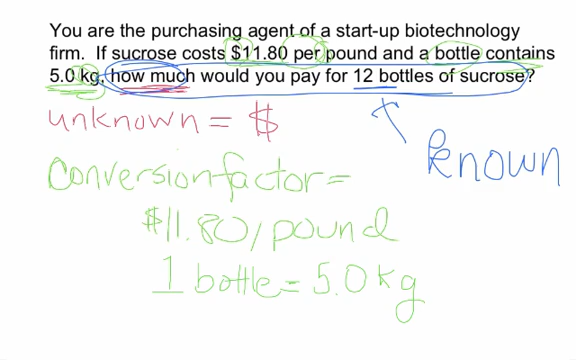 You are the purchasing agent of a start-up biotechnology
firm. If sucrose costs $11.80 per pound and a bottle contains
5.0 kg, how much would you pay for 12 bottles of sucrose?
unknown = $
known
Conversion factor =
$11.80/pound
1 bottle = 5.0 kg